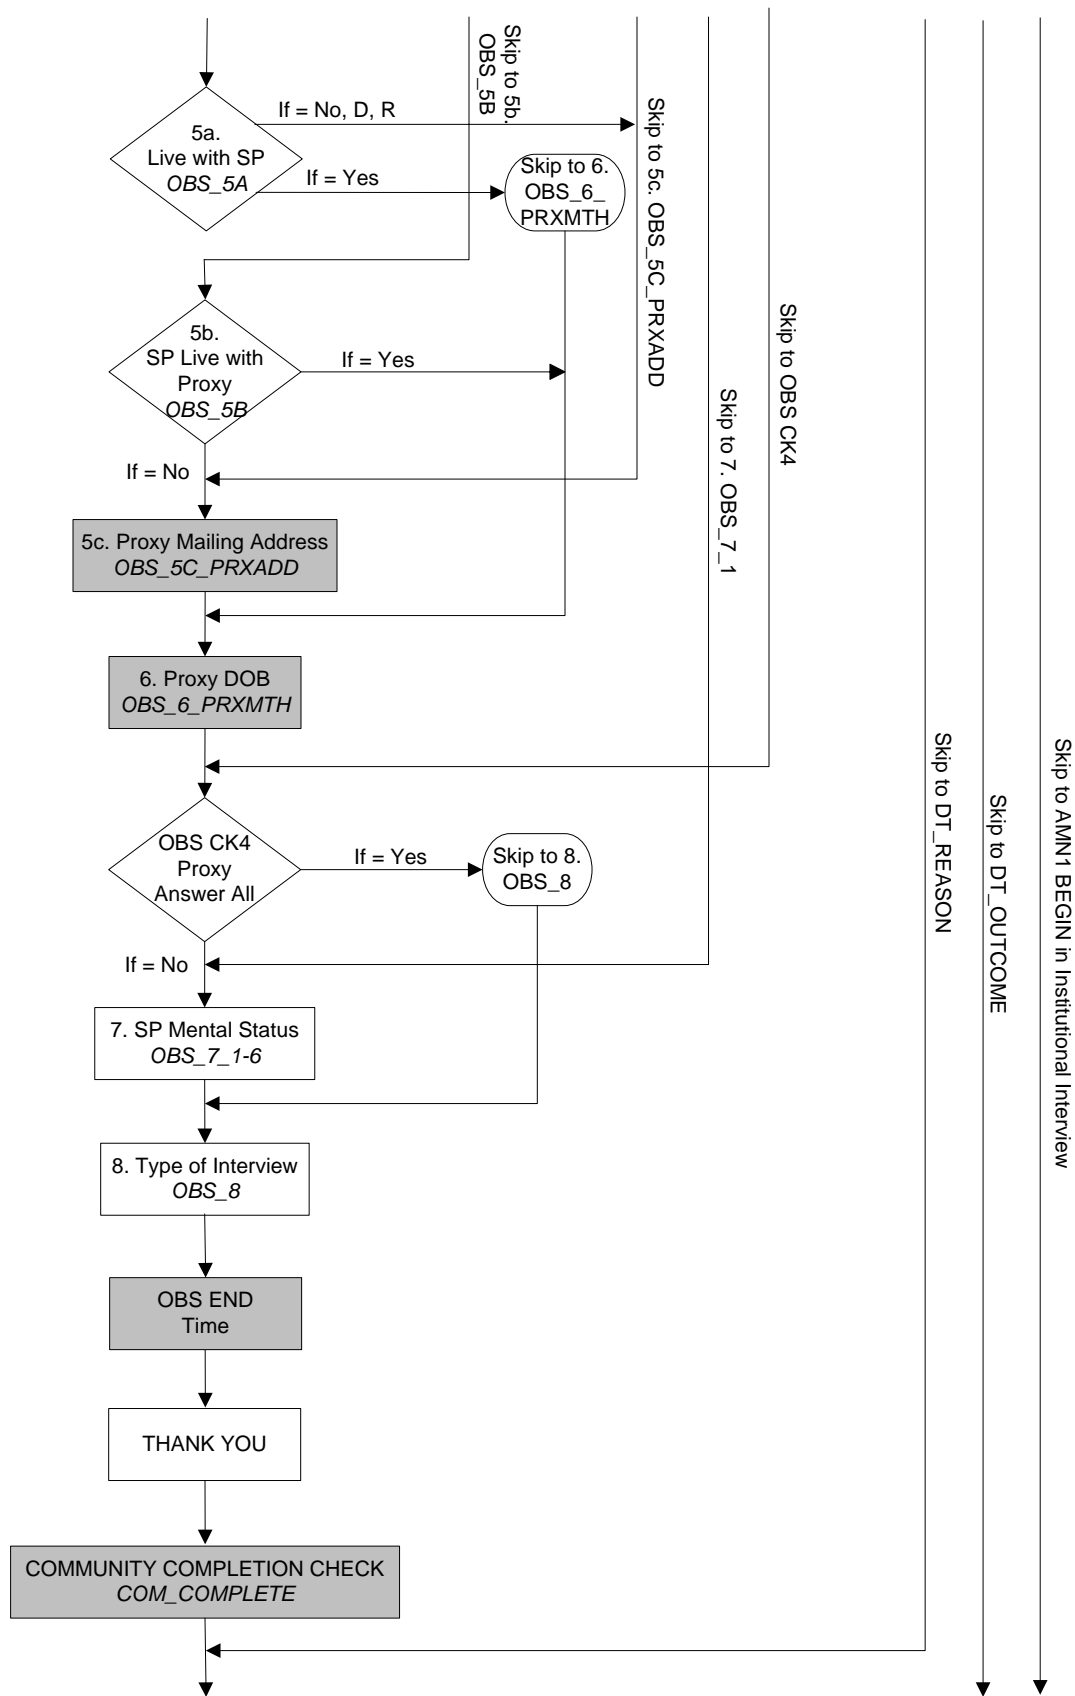 Skip to 5b.
OBS_5B
If = No, D, R
5a.
Live with SP
OBS_5A
If = Yes
Skip to 6.
OBS_6_
PRXMTH
Skip to 5c. OBS_5C_PRXADD
Skip to OBS CK4
5b.
SP Live with
Proxy
OBS_5B
If = Yes
Skip to 7. OBS_7_1
If = No
5c. Proxy Mailing Address
OBS_5C_PRXADD
6. Proxy DOB
OBS_6_PRXMTH
Skip to DT_REASON
Skip to DT_OUTCOME
Skip to AMN1 BEGIN in Institutional Interview
OBS CK4
Proxy
Answer All
If = Yes
Skip to 8.
OBS_8
If = No
7. SP Mental Status
OBS_7_1-6
8. Type of Interview
OBS_8
OBS END
Time
THANK YOU
COMMUNITY COMPLETION CHECK
COM_COMPLETE